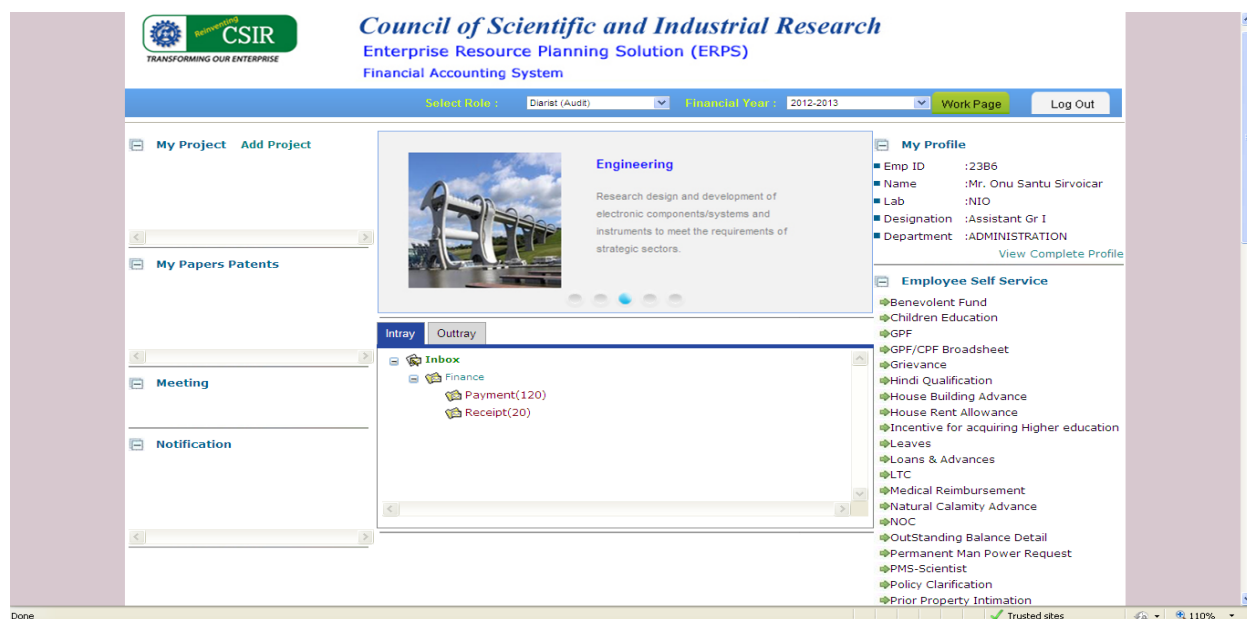 Reinventing
CSIR
TRANSFORMING OUR ENTERPRISE
Council of Scientific and Industrial Research
Enterprise Resource Planning Solution (ERPS)
Financial Accounting System
Select Role : Diarist (Audit) Financial Year : 2012-2013 Work Page Log Out
My Project Add Project
My Papers Patents
Meeting
Notification
Engineering
Research design and development of
electronic components/systems and
instruments to meet the requirements of
strategic sectors.
Intray Outtray
Inbox
Finance
Payment(120)
Receipt(20)
My Profile
Emp ID :23B6
Name :Mr. Onu Santu Sirvoicar
Lab :NIO
Designation :Assistant Gr I
Department :ADMINISTRATION
View Complete Profile
Employee Self Service
Benevolent Fund
Children Education
GPF
GPF/CPF Broadsheet
Grievance
Hindi Qualification
House Building Advance
House Rent Allowance
Incentive for acquiring Higher education
Leaves
Loans & Advances
LTC
Medical Reimbursement
Natural Calamity Advance
NOC
OutStanding Balance Detail
Permanent Man Power Request
PMS-Scientist
Policy Clarification
Prior Property Intimation
Done Trusted sites 110%